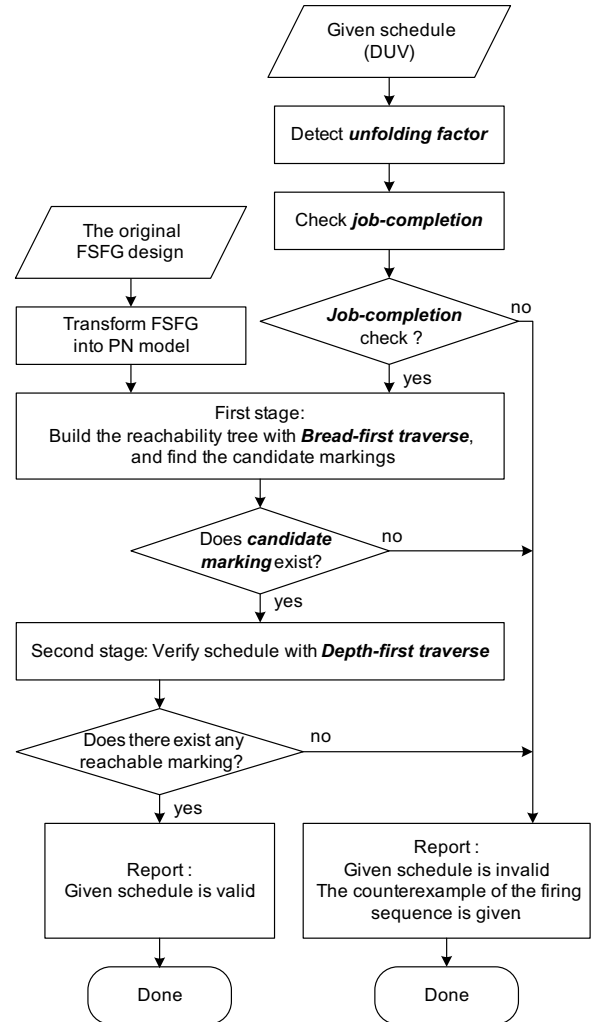 Given schedule
(DUV)
Detect unfolding factor
Check job-completion
The original
FSFG design
Transform FSFG
into PN model
Job-completion
check ?
no
yes
First stage:
Build the reachability tree with Bread-first traverse,
and find the candidate markings
Does candidate
marking exist?
no
yes
Second stage: Verify schedule with Depth-first traverse
Does there exist any
reachable marking?
no
yes
Report :
Given schedule is valid
Report :
Given schedule is invalid
The counterexample of the firing
sequence is given
Done
Done